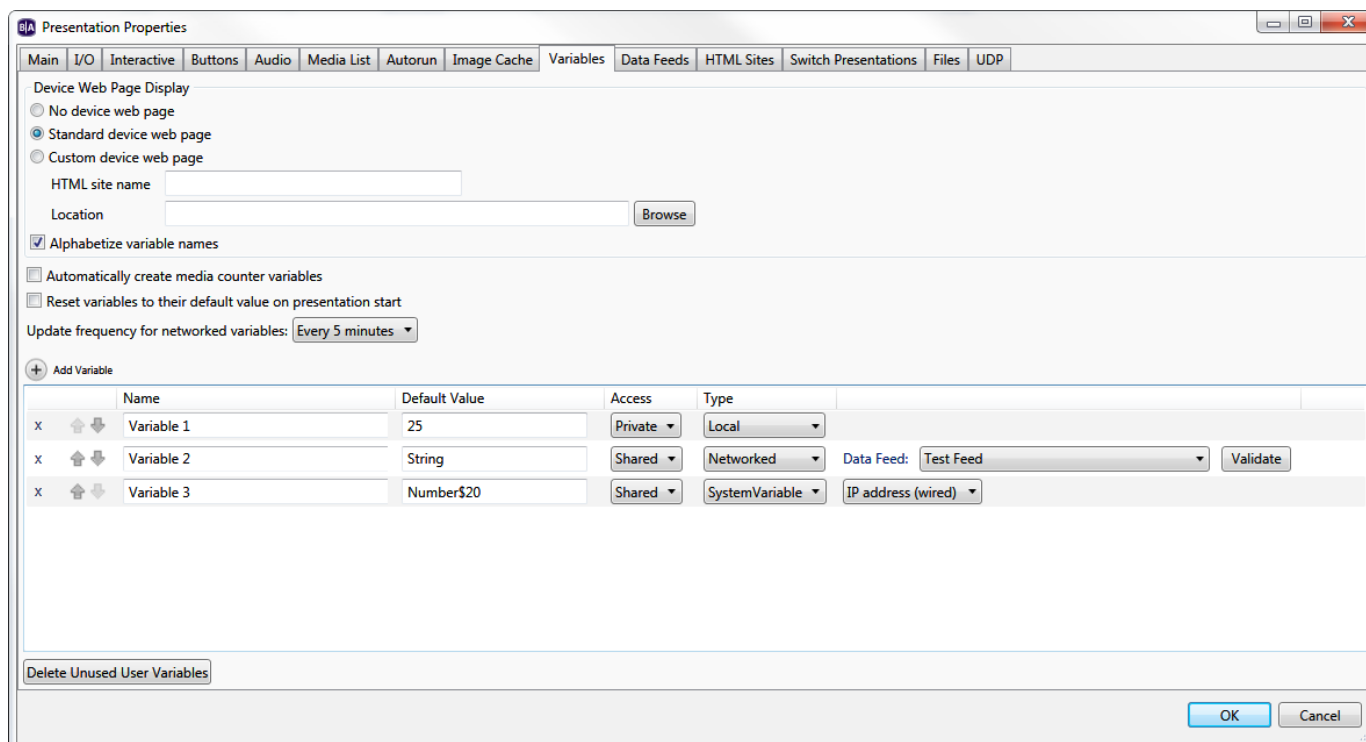 B|A Presentation Properties
Main I/O Interactive Buttons Audio Media List Autorun Image Cache Variables Data Feeds HTML Sites Switch Presentations Files UDP
Device Web Page Display
No device web page
Standard device web page
Custom device web page
HTML site name
Location Browse
Alphabetize variable names
Automatically create media counter variables
Reset variables to their default value on presentation start
Update frequency for networked variables: Every 5 minutes
Add Variable
Name Default Value Access Type
x Variable 1 25 Private Local
x Variable 2 String Shared Networked Data Feed: Test Feed Validate
x Variable 3 Number$20 Shared SystemVariable IP address (wired)
Delete Unused User Variables
OK Cancel